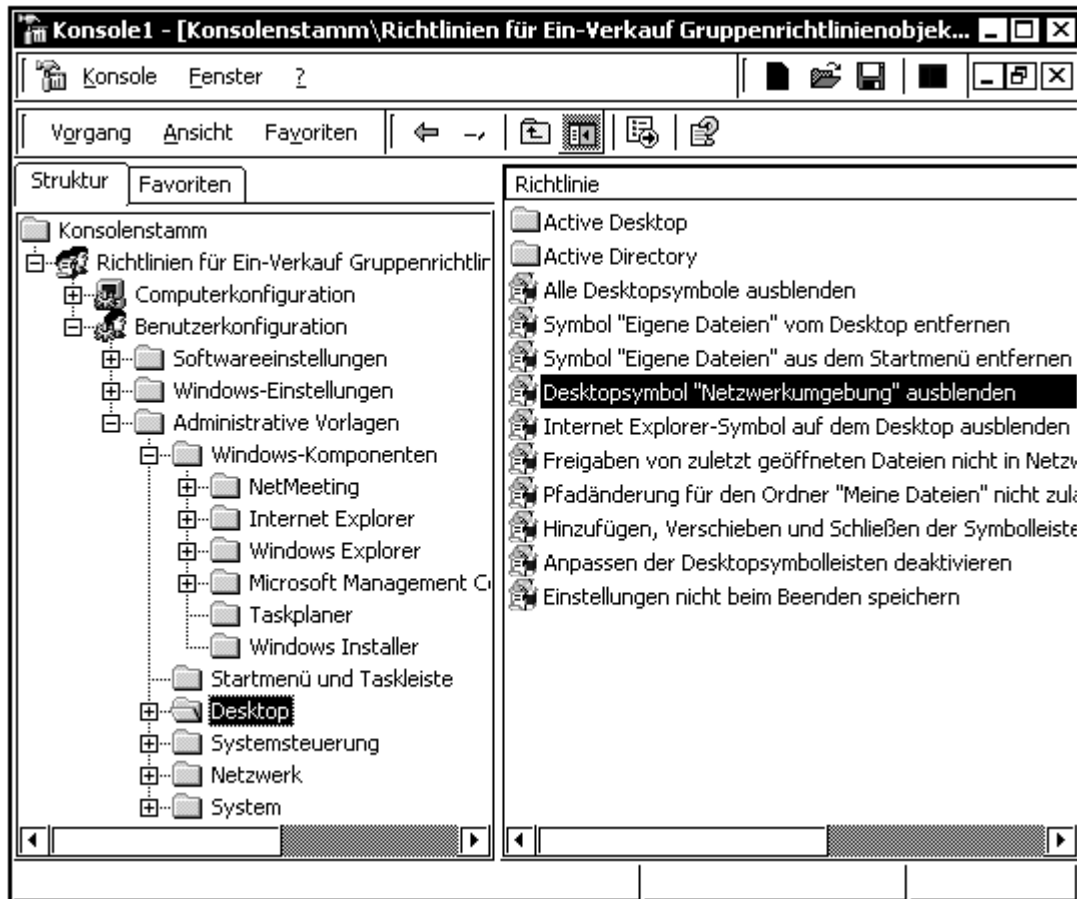 Konsole1 - [Konsolenstamm\Richtlinien für Ein-Verkauf Gruppenrichtlinienobjek...
Konsole Fenster ?
Vorgang Ansicht Favoriten
Struktur Favoriten
Konsolenstamm
Richtlinien für Ein-Verkauf Gruppenrichtlin
Computerkonfiguration
Benutzerkonfiguration
Softwareeinstellungen
Windows-Einstellungen
Administrative Vorlagen
Windows-Komponenten
NetMeeting
Internet Explorer
Windows Explorer
Microsoft Management C
Taskplaner
Windows Installer
Startmenü und Taskleiste
Desktop
Systemsteuerung
Netzwerk
System
Richtlinie
Active Desktop
Active Directory
Alle Desktopsymbole ausblenden
Symbol "Eigene Dateien" vom Desktop entfernen
Symbol "Eigene Dateien" aus dem Startmenü entfernen
Desktopsymbol "Netzwerkumgebung" ausblenden
Internet Explorer-Symbol auf dem Desktop ausblenden
Freigaben von zuletzt geöffneten Dateien nicht in Netzw
Pfadänderung für den Ordner "Meine Dateien" nicht zula
Hinzufügen, Verschieben und Schließen der Symbolleiste
Anpassen der Desktopsymbolleisten deaktivieren
Einstellungen nicht beim Beenden speichern